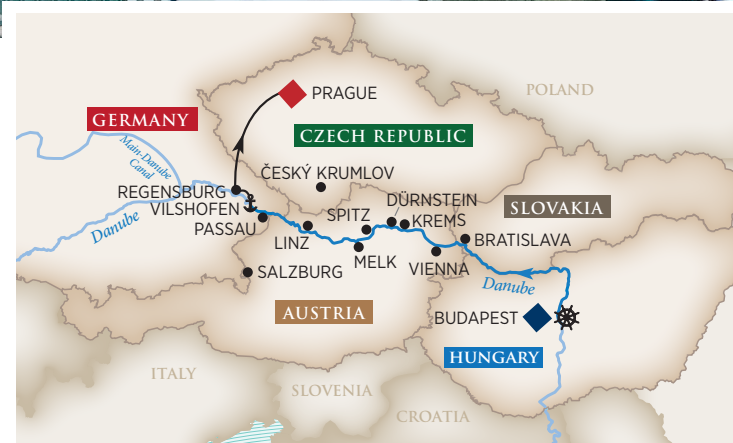 POLAND
PRAGUE
GERMANY
CZECH REPUBLIC
Main-Danube
Canal
ČESKÝ KRUMLOV
REGENSBURG
VILSHOFEN
PASSAU
Danube
DÜRNSTEIN
SPITZ
KREMS
SLOVAKIA
LINZ
BRATISLAVA
MELK
VIENNA
SALZBURG
Danube
AUSTRIA
BUDAPEST
HUNGARY
ITALY
SLOVENIA
CROATIA